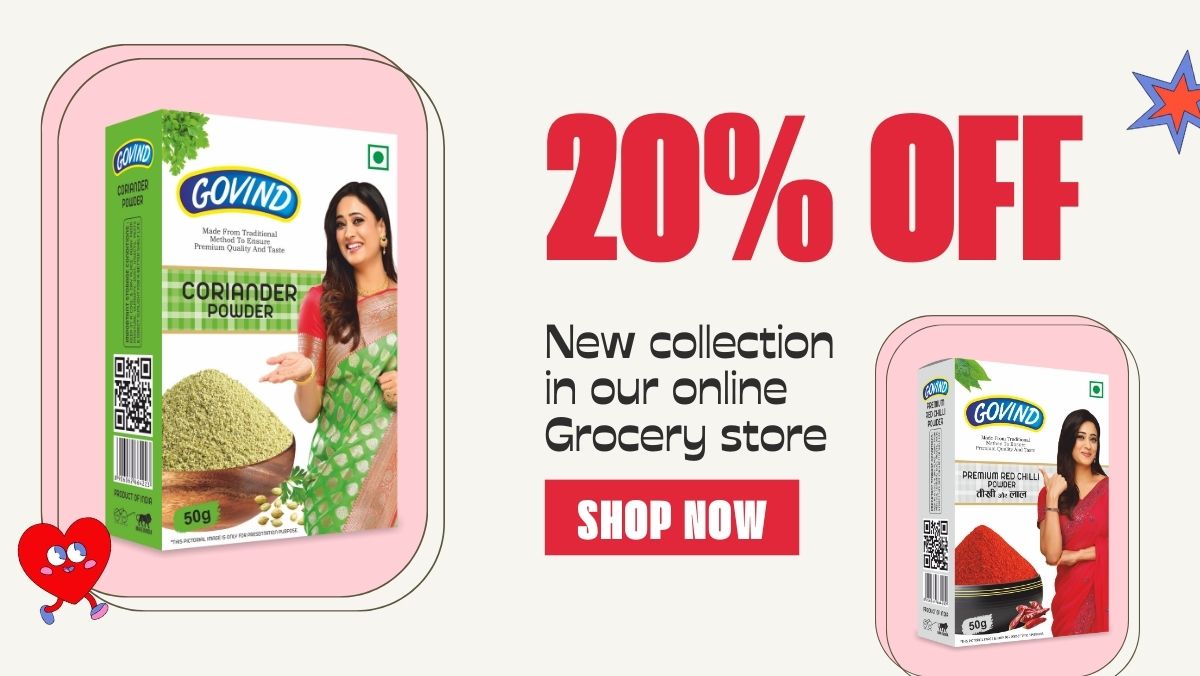 GOVIND
CORIANDER
POWDER
PRODUCT OF INDIA
GOVIND
Made From Traditional
Method To Ensure
Premium Quality And Taste
CORIANDER
POWDER
50g
*THIS PICTORIAL IMAGE IS ONLY FOR PRESENTATION PURPOSE
20% OFF
New collection
in our online
Grocery store
SHOP NOW
GOVIND
PREMIUM
RED CHILLI
POWDER
PRODUCT OF INDIA
GOVIND
Made From Traditional
Method To Ensure
Premium Quality And Taste
PREMIUM RED CHILLI
POWDER
तीखी और लाल
50g